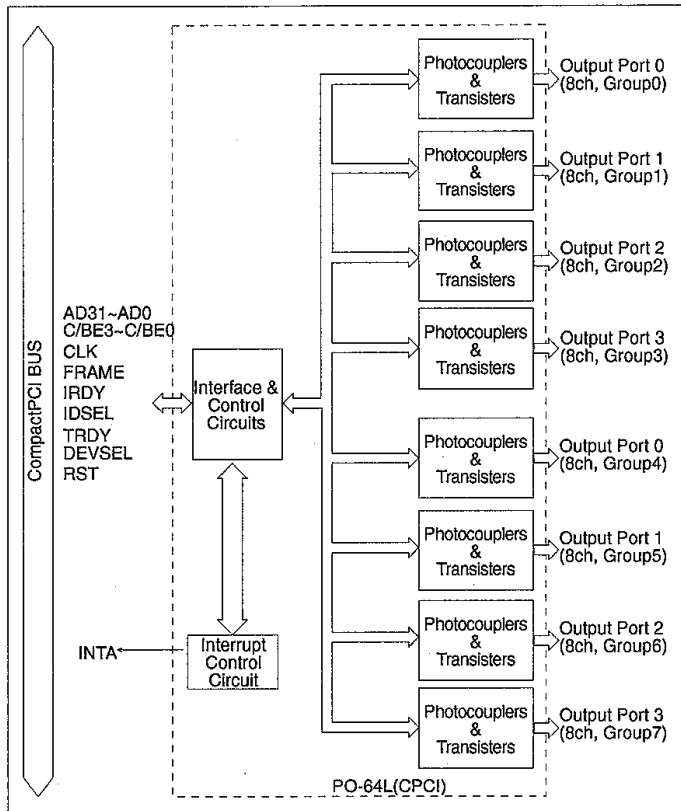 CompactPCI BUS
AD31~AD0
C/BE3~C/BE0
CLK
FRAME
IRDY
IDSEL
TRDY
DEVSEL
RST
INTA
Interface &
Control
Circuits
Interrupt
Control
Circuit
Photocouplers
&
Transisters
Output Port 0
(8ch, Group0)
Photocouplers
&
Transisters
Output Port 1
(8ch, Group1)
Photocouplers
&
Transisters
Output Port 2
(8ch, Group2)
Photocouplers
&
Transisters
Output Port 3
(8ch, Group3)
Photocouplers
&
Transisters
Output Port 0
(8ch, Group4)
Photocouplers
&
Transisters
Output Port 1
(8ch, Group5)
Photocouplers
&
Transisters
Output Port 2
(8ch, Group6)
Photocouplers
&
Transisters
Output Port 3
(8ch, Group7)
PO-64L(CPCI)